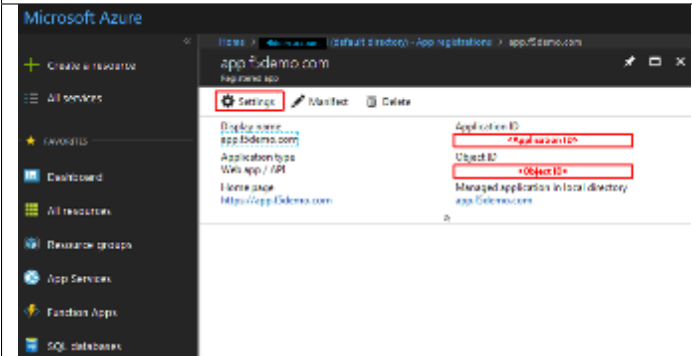 Microsoft Azure
Home > (default directory) - App registrations > app.f5demo.com
Create a resource
app.f5demo.com
Registered app
All services
Settings
Manifest
Delete
FAVORITES
Display name
app.f5demo.com
Application ID
<Application ID>
Application type
Web app / API
Object ID
<Object ID>
Home page
https://app.f5demo.com
Managed application in local directory
app.f5demo.com
Dashboard
All resources
Resource groups
App Services
Function Apps
SQL databases